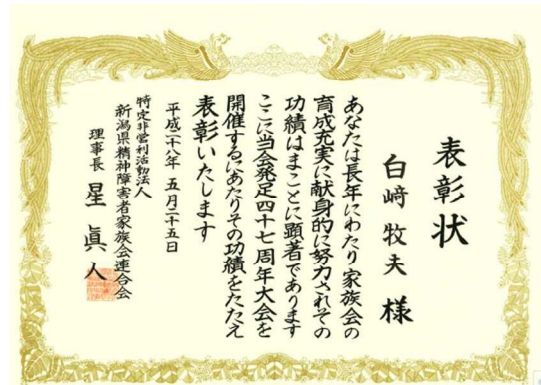 表彰状
白﨑牧夫 様
あなたは長年にわたり家族会の
育成充実に献身的に努力されその
功績はまことに顕著であります
ここに当会発足四十七周年大会を
開催するにあたりその功績をたたえ
表彰いたします
平成二十八年 五月二十五日
特定非営利活動法人
新潟県精神障害者家族会連合会
理事長 星 眞人